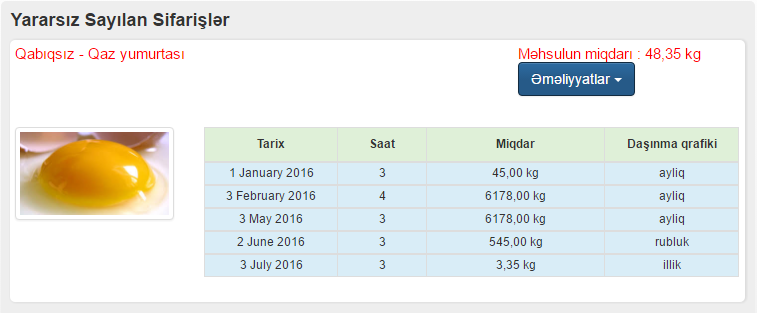 Yararsız Sayılan Sifarişlər
Qabıqsız - Qaz yumurtası
Məhsulun miqdarı : 48,35 kg
Əməliyyatlar
Tarix Saat Miqdar Daşınma qrafiki
1 January 2016 3 45,00 kg ayliq
3 February 2016 4 6178,00 kg ayliq
3 May 2016 3 6178,00 kg ayliq
2 June 2016 3 545,00 kg rubluk
3 July 2016 3 3,35 kg illik